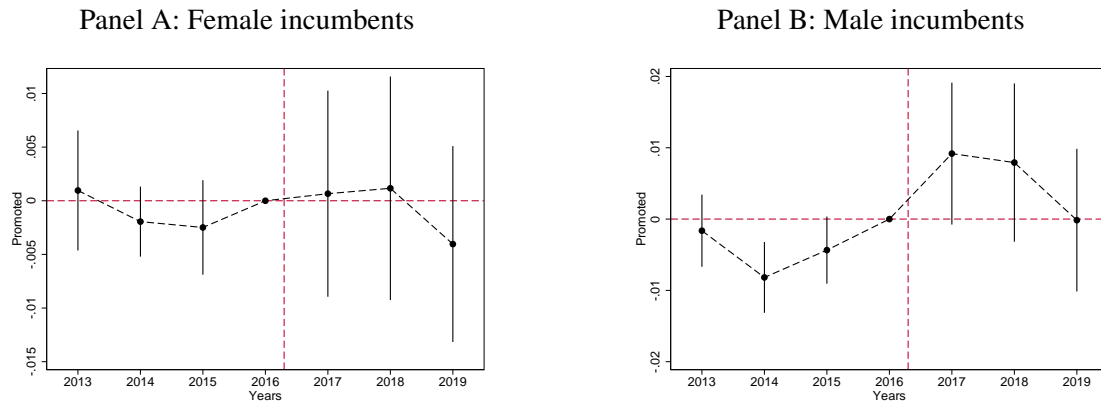 Panel A: Female incumbents
Promoted
.01
.005
0
-.005
-.01
-.015
2013 2014 2015 2016 2017 2018 2019
Years
Panel B: Male incumbents
Promoted
.02
.01
0
-.01
-.02
2013 2014 2015 2016 2017 2018 2019
Years